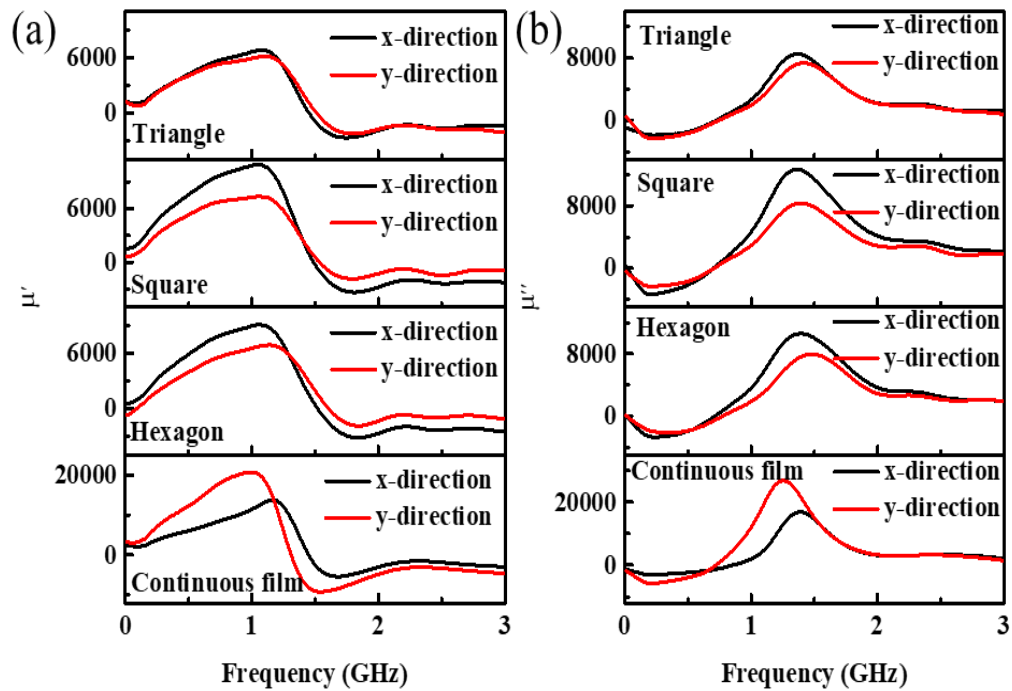 (a)
μ′
6000
0
x-direction
y-direction
Triangle
6000
0
x-direction
y-direction
Square
6000
0
x-direction
y-direction
Hexagon
20000
0
x-direction
y-direction
Continuous film
0 1 2 3
Frequency (GHz)
(b)
μ′′
8000
0
Triangle
x-direction
y-direction
8000
0
Square
x-direction
y-direction
8000
0
Hexagon
x-direction
y-direction
20000
0
Continuous film
x-direction
y-direction
0 1 2 3
Frequency (GHz)